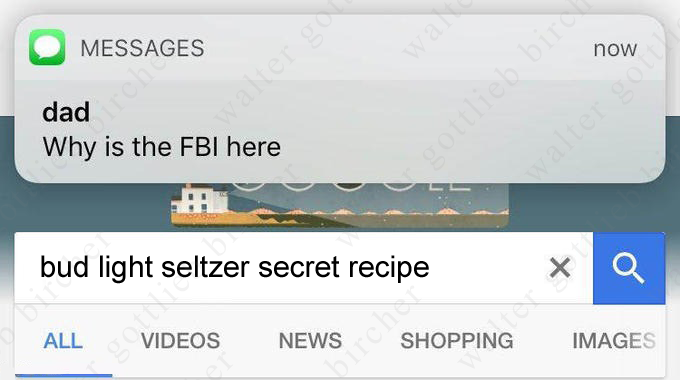 MESSAGES now
dad
Why is the FBI here
GOOGLE
bud light seltzer secret recipe
ALL VIDEOS NEWS SHOPPING IMAGES
walter gottlieb bircher